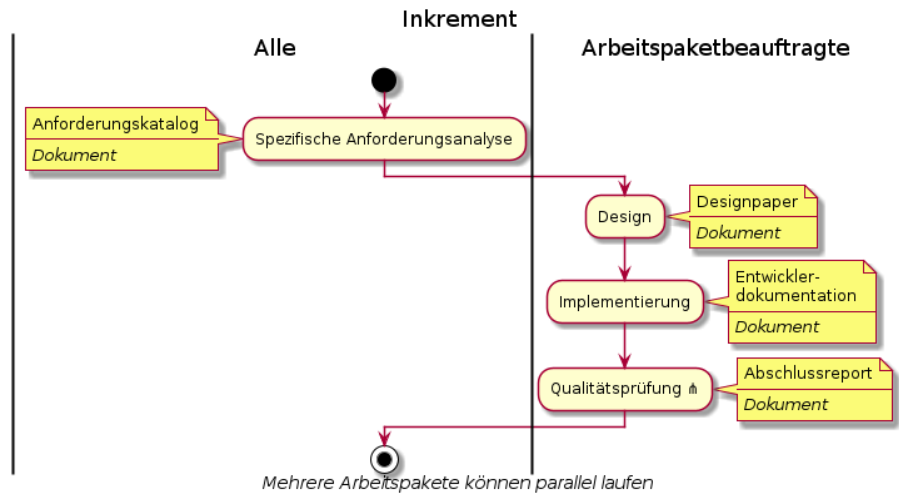 Inkrement
Alle
Arbeitspaketbeauftragte
Anforderungskatalog
Dokument
Spezifische Anforderungsanalyse
Design
Designpaper
Dokument
Implementierung
Entwickler-
dokumentation
Dokument
Qualitätsprüfung ⋔
Abschlussreport
Dokument
Mehrere Arbeitspakete können parallel laufen